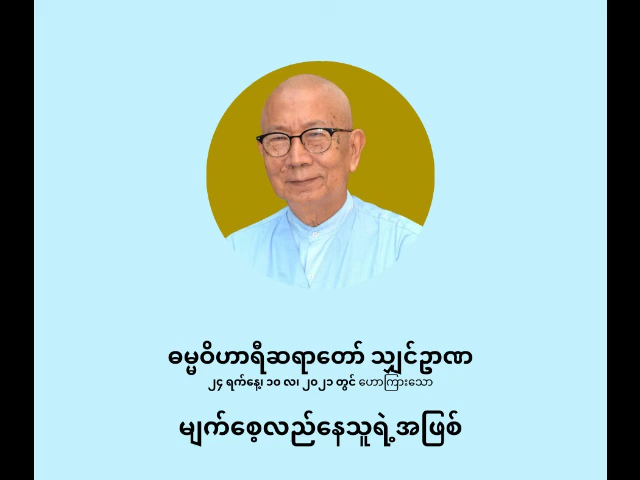 ဓမ္မဝိဟာရီဆရာတော် သျှင်ဥာဏ
၂၄ ရက်နေ့၊ ၁၀ လ၊ ၂၀၂၁ တွင် ဟောကြားသော
မျက်စေ့လည်နေသူရဲ့အဖြစ်